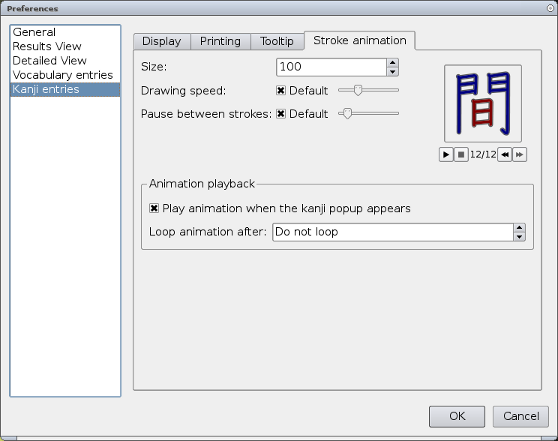 Preferences
General
Results View
Detailed View
Vocabulary entries
Kanji entries
Display Printing Tooltip Stroke animation
Size: 100
Drawing speed: Default
Pause between strokes: Default
間
12/12
Animation playback
Play animation when the kanji popup appears
Loop animation after: Do not loop
OK Cancel